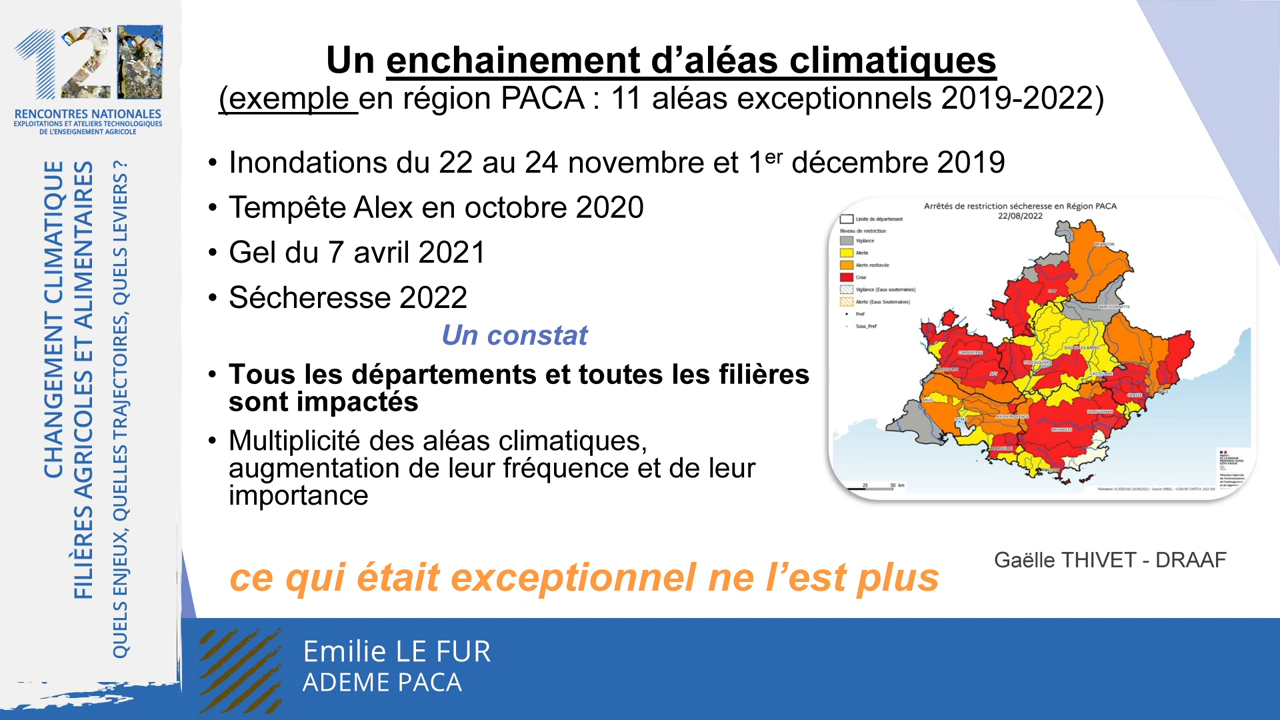 12es
RENCONTRES NATIONALES
EXPLOITATIONS ET ATELIERS TECHNOLOGIQUES
DE L'ENSEIGNEMENT AGRICOLE
CHANGEMENT CLIMATIQUE
FILIÈRES AGRICOLES ET ALIMENTAIRES
QUELS ENJEUX, QUELLES TRAJECTOIRES, QUELS LEVIERS ?
Un enchainement d'aléas climatiques
(exemple en région PACA : 11 aléas exceptionnels 2019-2022)
• Inondations du 22 au 24 novembre et 1er décembre 2019
• Tempête Alex en octobre 2020
• Gel du 7 avril 2021
• Sécheresse 2022
Un constat
• Tous les départements et toutes les filières
sont impactés
• Multiplicité des aléas climatiques,
augmentation de leur fréquence et de leur
importance
ce qui était exceptionnel ne l'est plus
Arrêtés de restriction sécheresse en Région PACA
22/08/2022
Limite de département
Niveau de restriction
Vigilance
Alerte
Alerte renforcée
Crise
Vigilance (Eaux souterraines)
Alerte (Eaux Souterraines)
Pref
Sous_Pref
25 50 km
Gaëlle THIVET - DRAAF
Emilie LE FUR
ADEME PACA